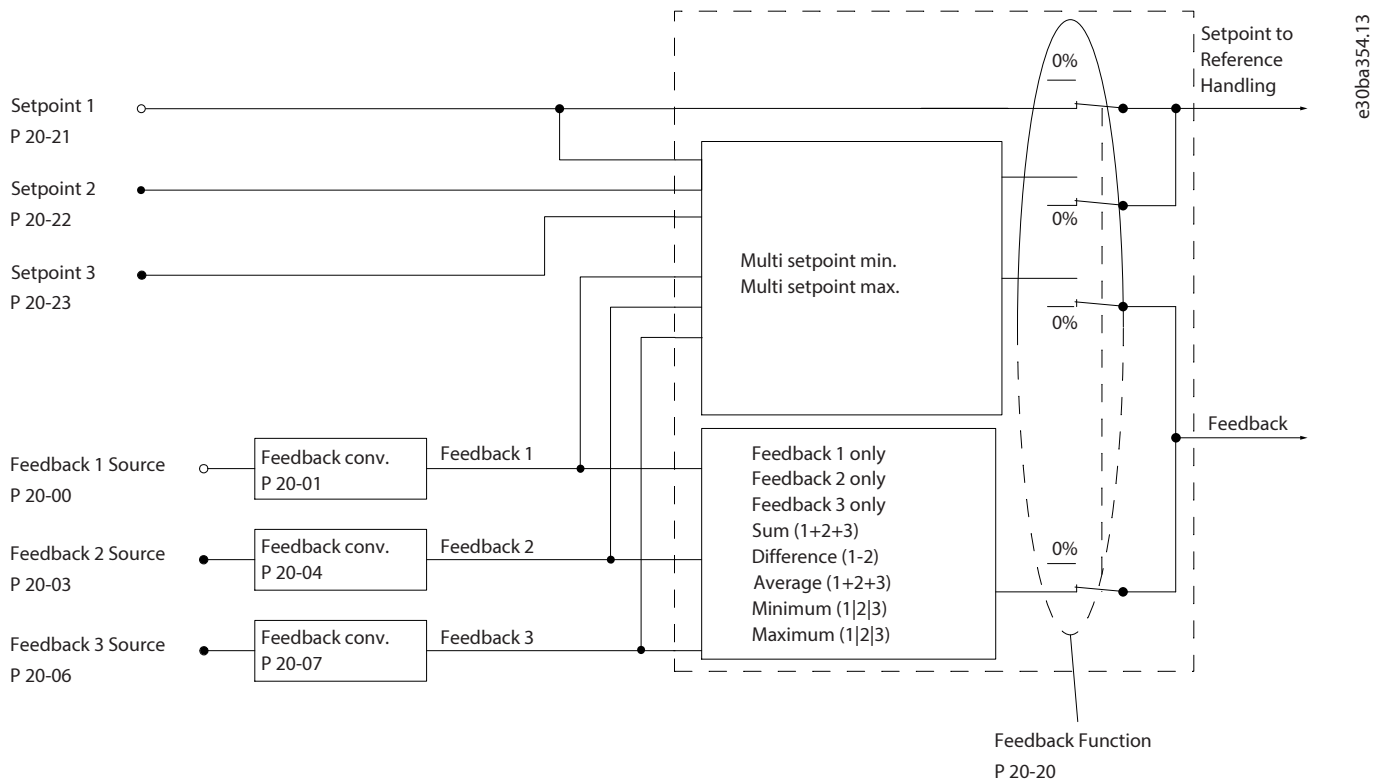 Setpoint to
Reference
Handling
e30ba354.13
0%
Setpoint 1
P 20-21
Setpoint 2
P 20-22
0%
Setpoint 3
P 20-23
Multi setpoint min.
Multi setpoint max.
0%
Feedback
Feedback 1 Source
P 20-00
Feedback conv.
P 20-01
Feedback 1
Feedback 2 Source
P 20-03
Feedback conv.
P 20-04
Feedback 2
Feedback 3 Source
P 20-06
Feedback conv.
P 20-07
Feedback 3
Feedback 1 only
Feedback 2 only
Feedback 3 only
Sum (1+2+3)
Difference (1-2)
Average (1+2+3)
Minimum (1|2|3)
Maximum (1|2|3)
0%
Feedback Function
P 20-20